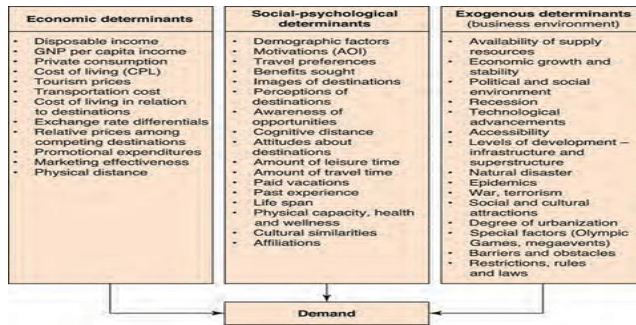 Economic determinants
• Disposable income
• GNP per capita income
• Private consumption
• Cost of living (CPL)
• Tourism prices
• Transportation cost
• Cost of living in relation
to destinations
• Exchange rate differentials
• Relative prices among
competing destinations
• Promotional expenditures
• Marketing effectiveness
• Physical distance
Social-psychological
determinants
• Demographic factors
• Motivations (AOI)
• Travel preferences
• Benefits sought
• Images of destinations
• Perceptions of
destinations
• Awareness of
opportunities
• Cognitive distance
• Attitudes about
destinations
• Amount of leisure time
• Amount of travel time
• Paid vacations
• Past experience
• Life span
• Physical capacity, health
and wellness
• Cultural similarities
• Affiliations
Exogenous determinants
(business environment)
• Availability of supply
resources
• Economic growth and
stability
• Political and social
environment
• Recession
• Technological
advancements
• Accessibility
• Levels of development –
infrastructure and
superstructure
• Natural disaster
• Epidemics
• War, terrorism
• Social and cultural
attractions
• Degree of urbanization
• Special factors (Olympic
Games, megaevents)
• Barriers and obstacles
• Restrictions, rules
and laws
Demand